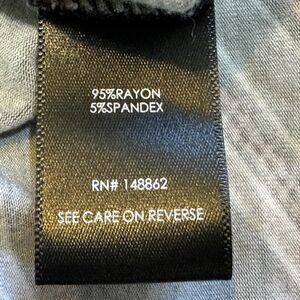 95%RAYON
5%SPANDEX
RN# 148862
SEE CARE ON REVERSE